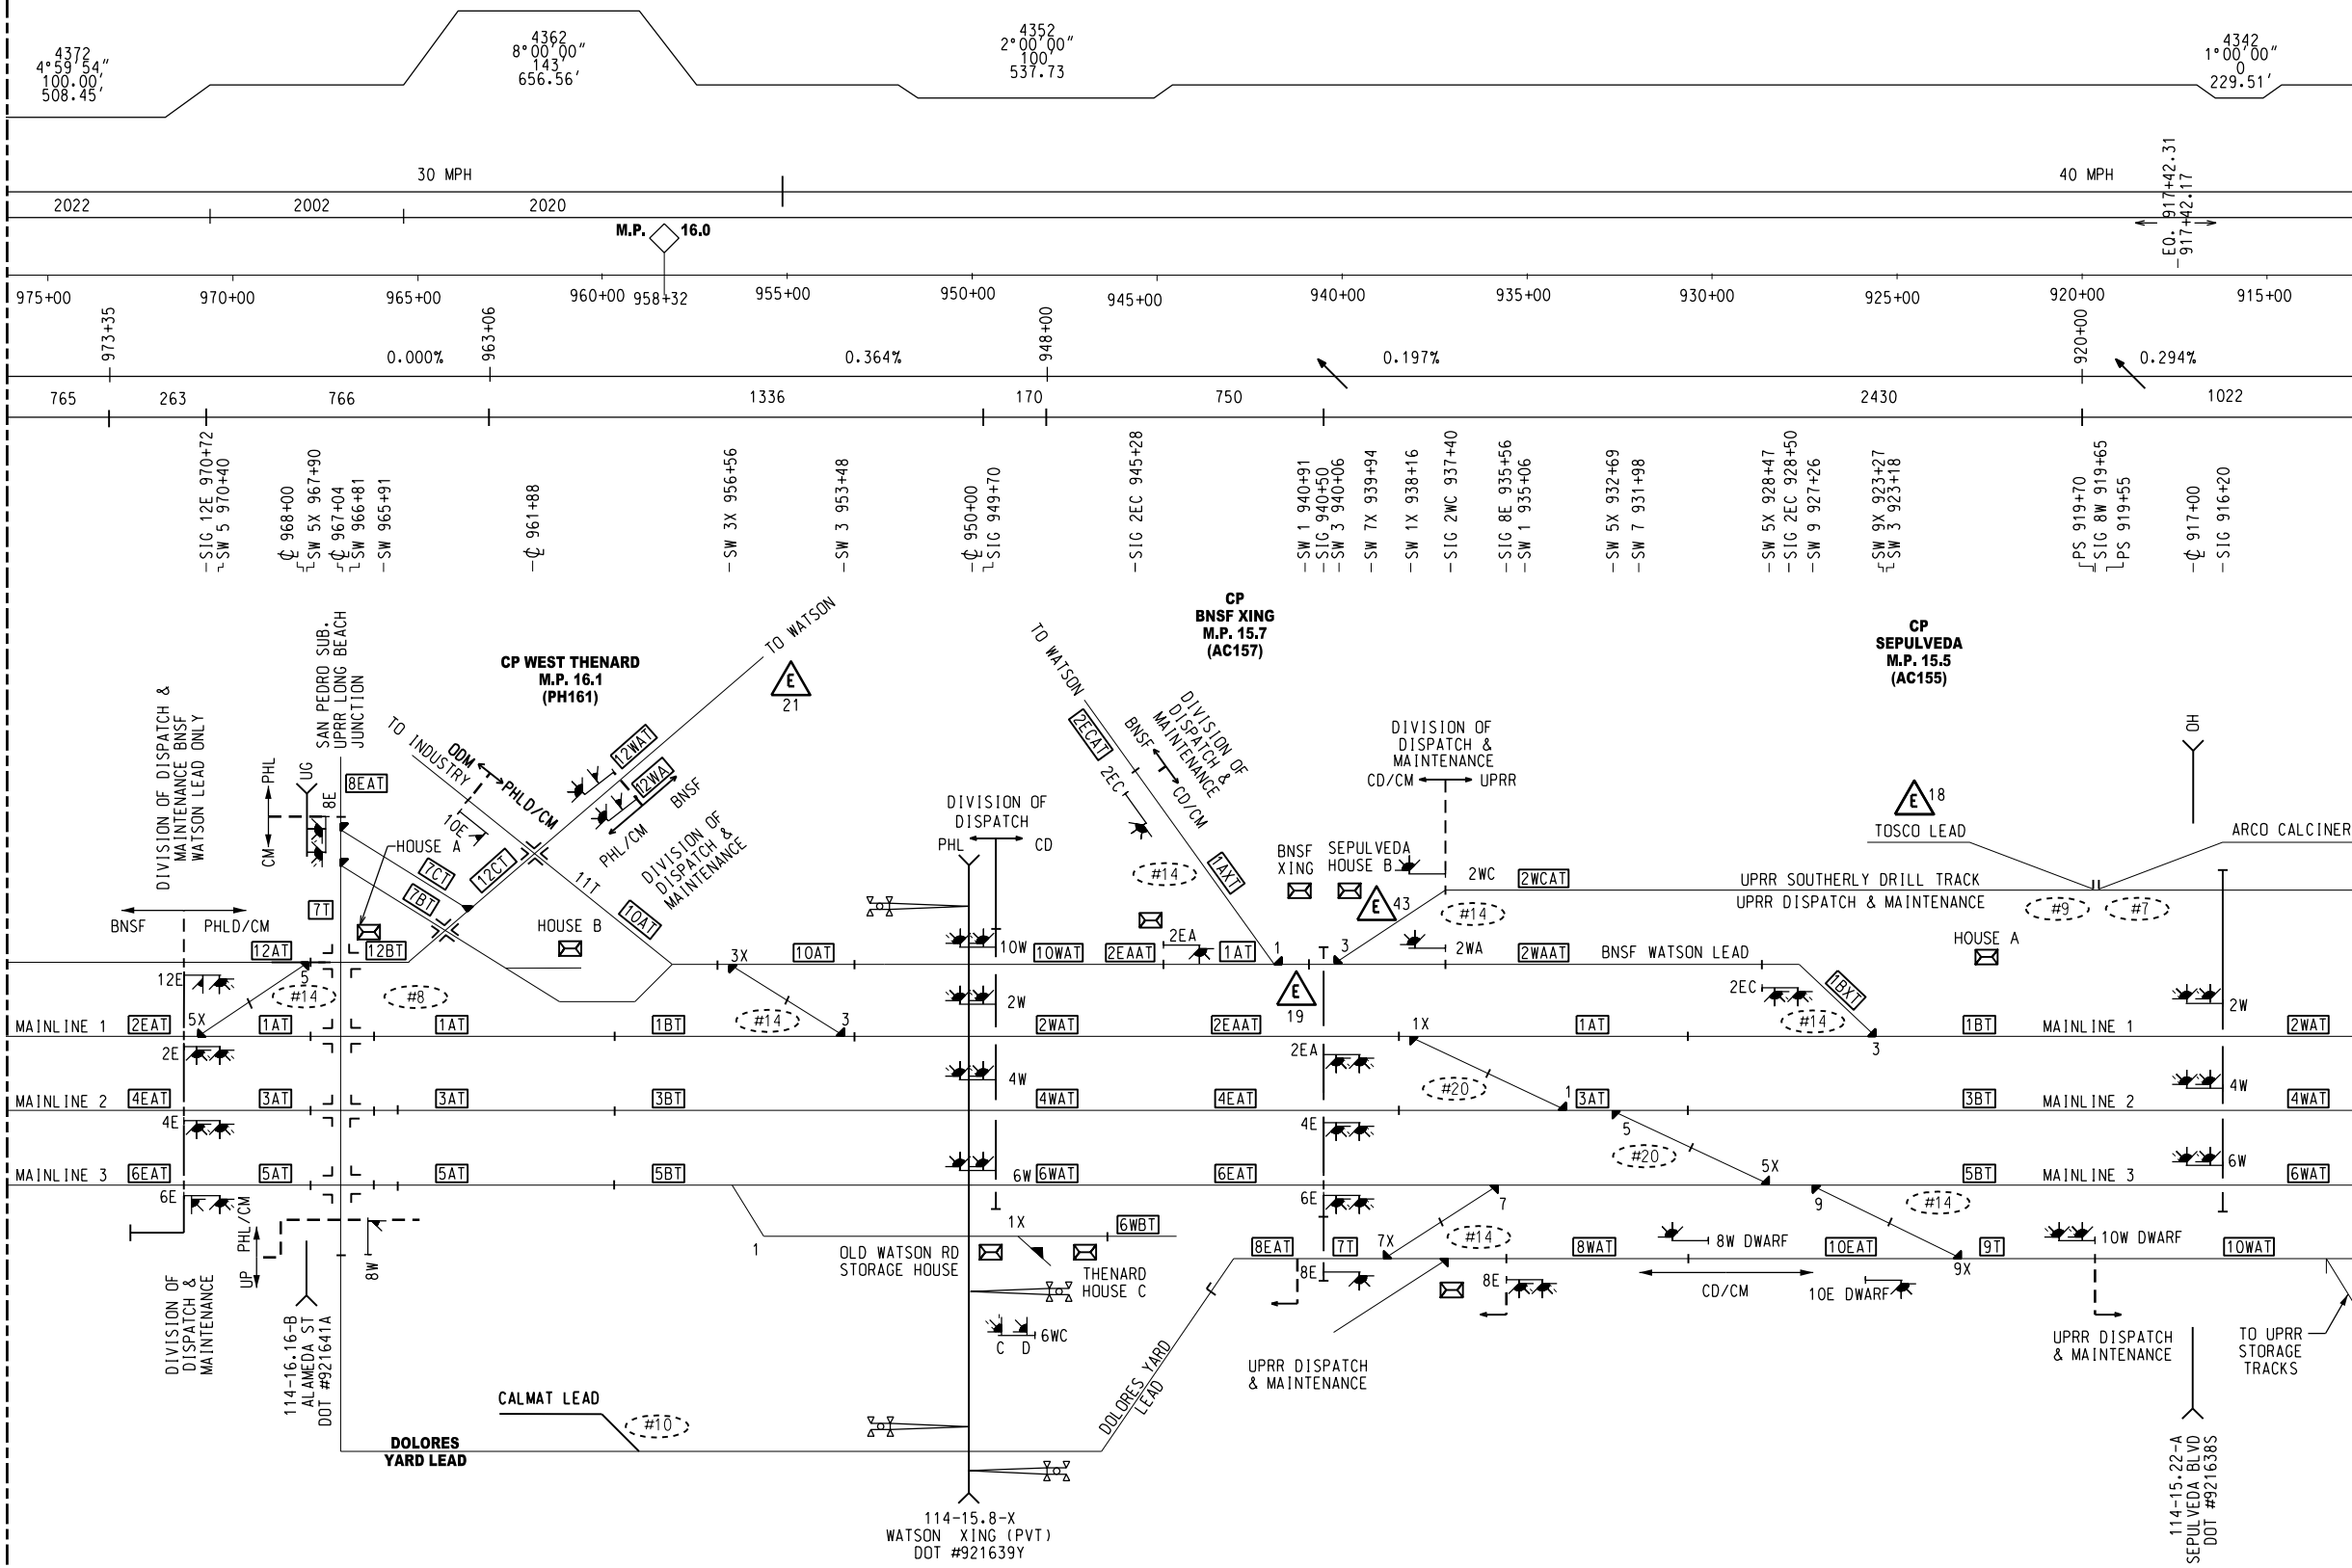 4372
4°59'54"
100.00'
508.45'
4362
8°00'00"
143'
656.56'
4352
2°00'00"
100'
537.73
4342
1°00'00"
0
229.51'
30 MPH
40 MPH
EQ. 917+42.31
917+42.17
2022
2002
2020
M.P. 16.0
975+00
970+00
965+00
960+00
958+32
955+00
950+00
945+00
940+00
935+00
930+00
925+00
920+00
915+00
973+35
963+06
948+00
920+00
0.000%
0.364%
0.197%
0.294%
765
263
766
1336
170
750
2430
1022
SIG 12E 970+72
SW 5 970+40
℄ 968+00
SW 5X 967+90
℄ 967+04
SW 966+81
SW 965+91
℄ 961+88
SW 3X 956+56
SW 3 953+48
℄ 950+00
SIG 949+70
SIG 2EC 945+28
SW 1 940+91
SIG 940+50
SW 3 940+06
SW 7X 939+94
SW 1X 938+16
SIG 2WC 937+40
SIG 8E 935+56
SW 1 935+06
SW 5X 932+69
SW 7 931+98
SW 5X 928+47
SIG 2EC 928+50
SW 9 927+26
SW 9X 923+27
SW 3 923+18
PS 919+70
SIG 8W 919+65
PS 919+55
℄ 917+00
SIG 916+20
CP WEST THENARD
M.P. 16.1
(PH161)
CP
BNSF XING
M.P. 15.7
(AC157)
CP
SEPULVEDA
M.P. 15.5
(AC155)
DIVISION OF DISPATCH &
MAINTENANCE BNSF
WATSON LEAD ONLY
SAN PEDRO SUB.
UPRR LONG BEACH
JUNCTION
PHL
CM
UG
8E
8EAT
TO INDUSTRY
ODM
PHLD/CM
TO WATSON
E
21
12WAT
12WA
BNSF
PHL/CM
10E
HOUSE A
7CT
7BT
12CT
11T
DIVISION OF
DISPATCH &
MAINTENANCE
10AT
7T
HOUSE B
BNSF
PHLD/CM
12AT
12BT
12E
5
#14
#8
5X
3X
10AT
#14
3
DIVISION OF
DISPATCH
PHL
CD
10W
10WAT
2EAAT
2EA
1AT
1
TO WATSON
2ECAT
2EC
BNSF
CD/CM
DIVISION OF
DISPATCH &
MAINTENANCE
#14
1AXT
BNSF
XING
SEPULVEDA
HOUSE B
E
43
3
E
19
DIVISION OF
DISPATCH &
MAINTENANCE
CD/CM
UPRR
2WC
2WCAT
#14
2WA
2WAAT
BNSF WATSON LEAD
UPRR SOUTHERLY DRILL TRACK
UPRR DISPATCH & MAINTENANCE
E
18
TOSCO LEAD
ARCO CALCINER
OH
#9
#7
HOUSE A
2EC
1BXT
#14
3
MAINLINE 1
2EAT
1AT
1AT
1BT
2W
2WAT
2EAAT
1X
1AT
1BT
MAINLINE 1
2W
2WAT
2E
2EA
MAINLINE 2
4EAT
3AT
3AT
3BT
4W
4WAT
4EAT
#20
1
3AT
3BT
MAINLINE 2
4W
4WAT
4E
4E
5
#20
5X
MAINLINE 3
6EAT
5AT
5AT
5BT
6W
6WAT
6EAT
5BT
MAINLINE 3
6W
6WAT
6E
6E
7
9
#14
PHL/CM
UP
8W
1
1X
6WBT
OLD WATSON RD
STORAGE HOUSE
THENARD
HOUSE C
8EAT
7T
7X
#14
8WAT
8W DWARF
10EAT
9T
9X
10W DWARF
10WAT
8E
8E
CD/CM
10E DWARF
DIVISION OF
DISPATCH &
MAINTENANCE
114-16.16-B
ALAMEDA ST
DOT #921641A
C D
6WC
UPRR DISPATCH
& MAINTENANCE
UPRR DISPATCH
& MAINTENANCE
TO UPRR
STORAGE
TRACKS
CALMAT LEAD
#10
DOLORES YARD
LEAD
DOLORES
YARD LEAD
114-15.8-X
WATSON XING (PVT)
DOT #921639Y
114-15.22-A
SEPULVEDA BLVD
DOT #921638S